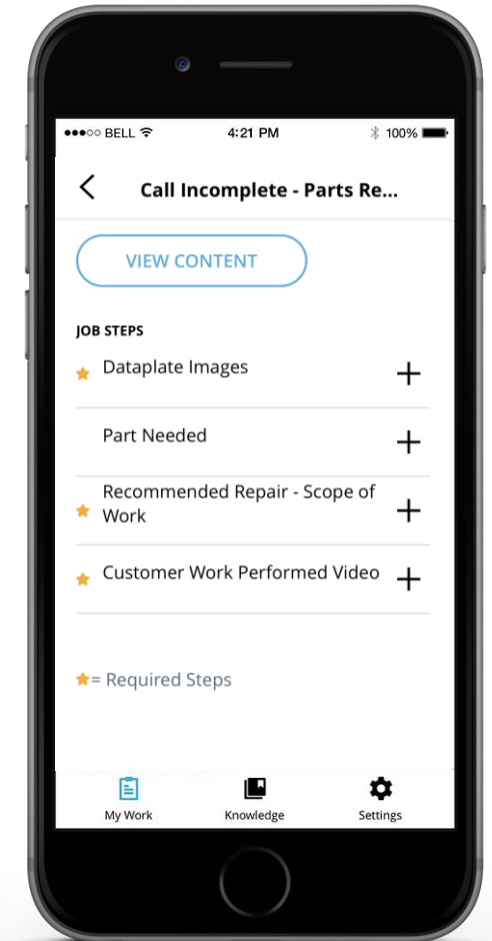 BELL 4:21 PM 100%
Call Incomplete - Parts Re...
VIEW CONTENT
JOB STEPS
Dataplate Images
Part Needed
Recommended Repair - Scope of
Work
Customer Work Performed Video
= Required Steps
My Work Knowledge Settings